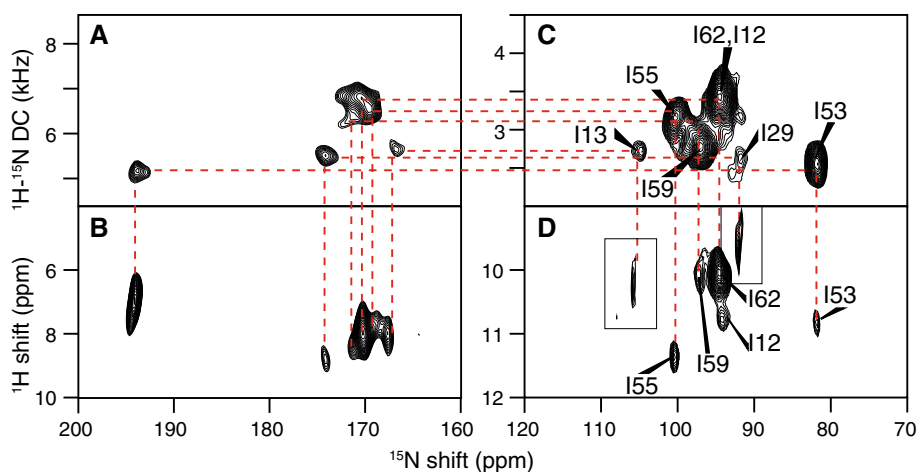 A
C
8
6
¹H-¹⁵N DC (kHz)
4
3
I62,I12
I55
I53
I13
I29
I59
B
D
6
8
10
¹H shift (ppm)
10
11
12
I62
I53
I12
I59
I55
200 190 180 170 160
120 110 100 90 80 70
¹⁵N shift (ppm)